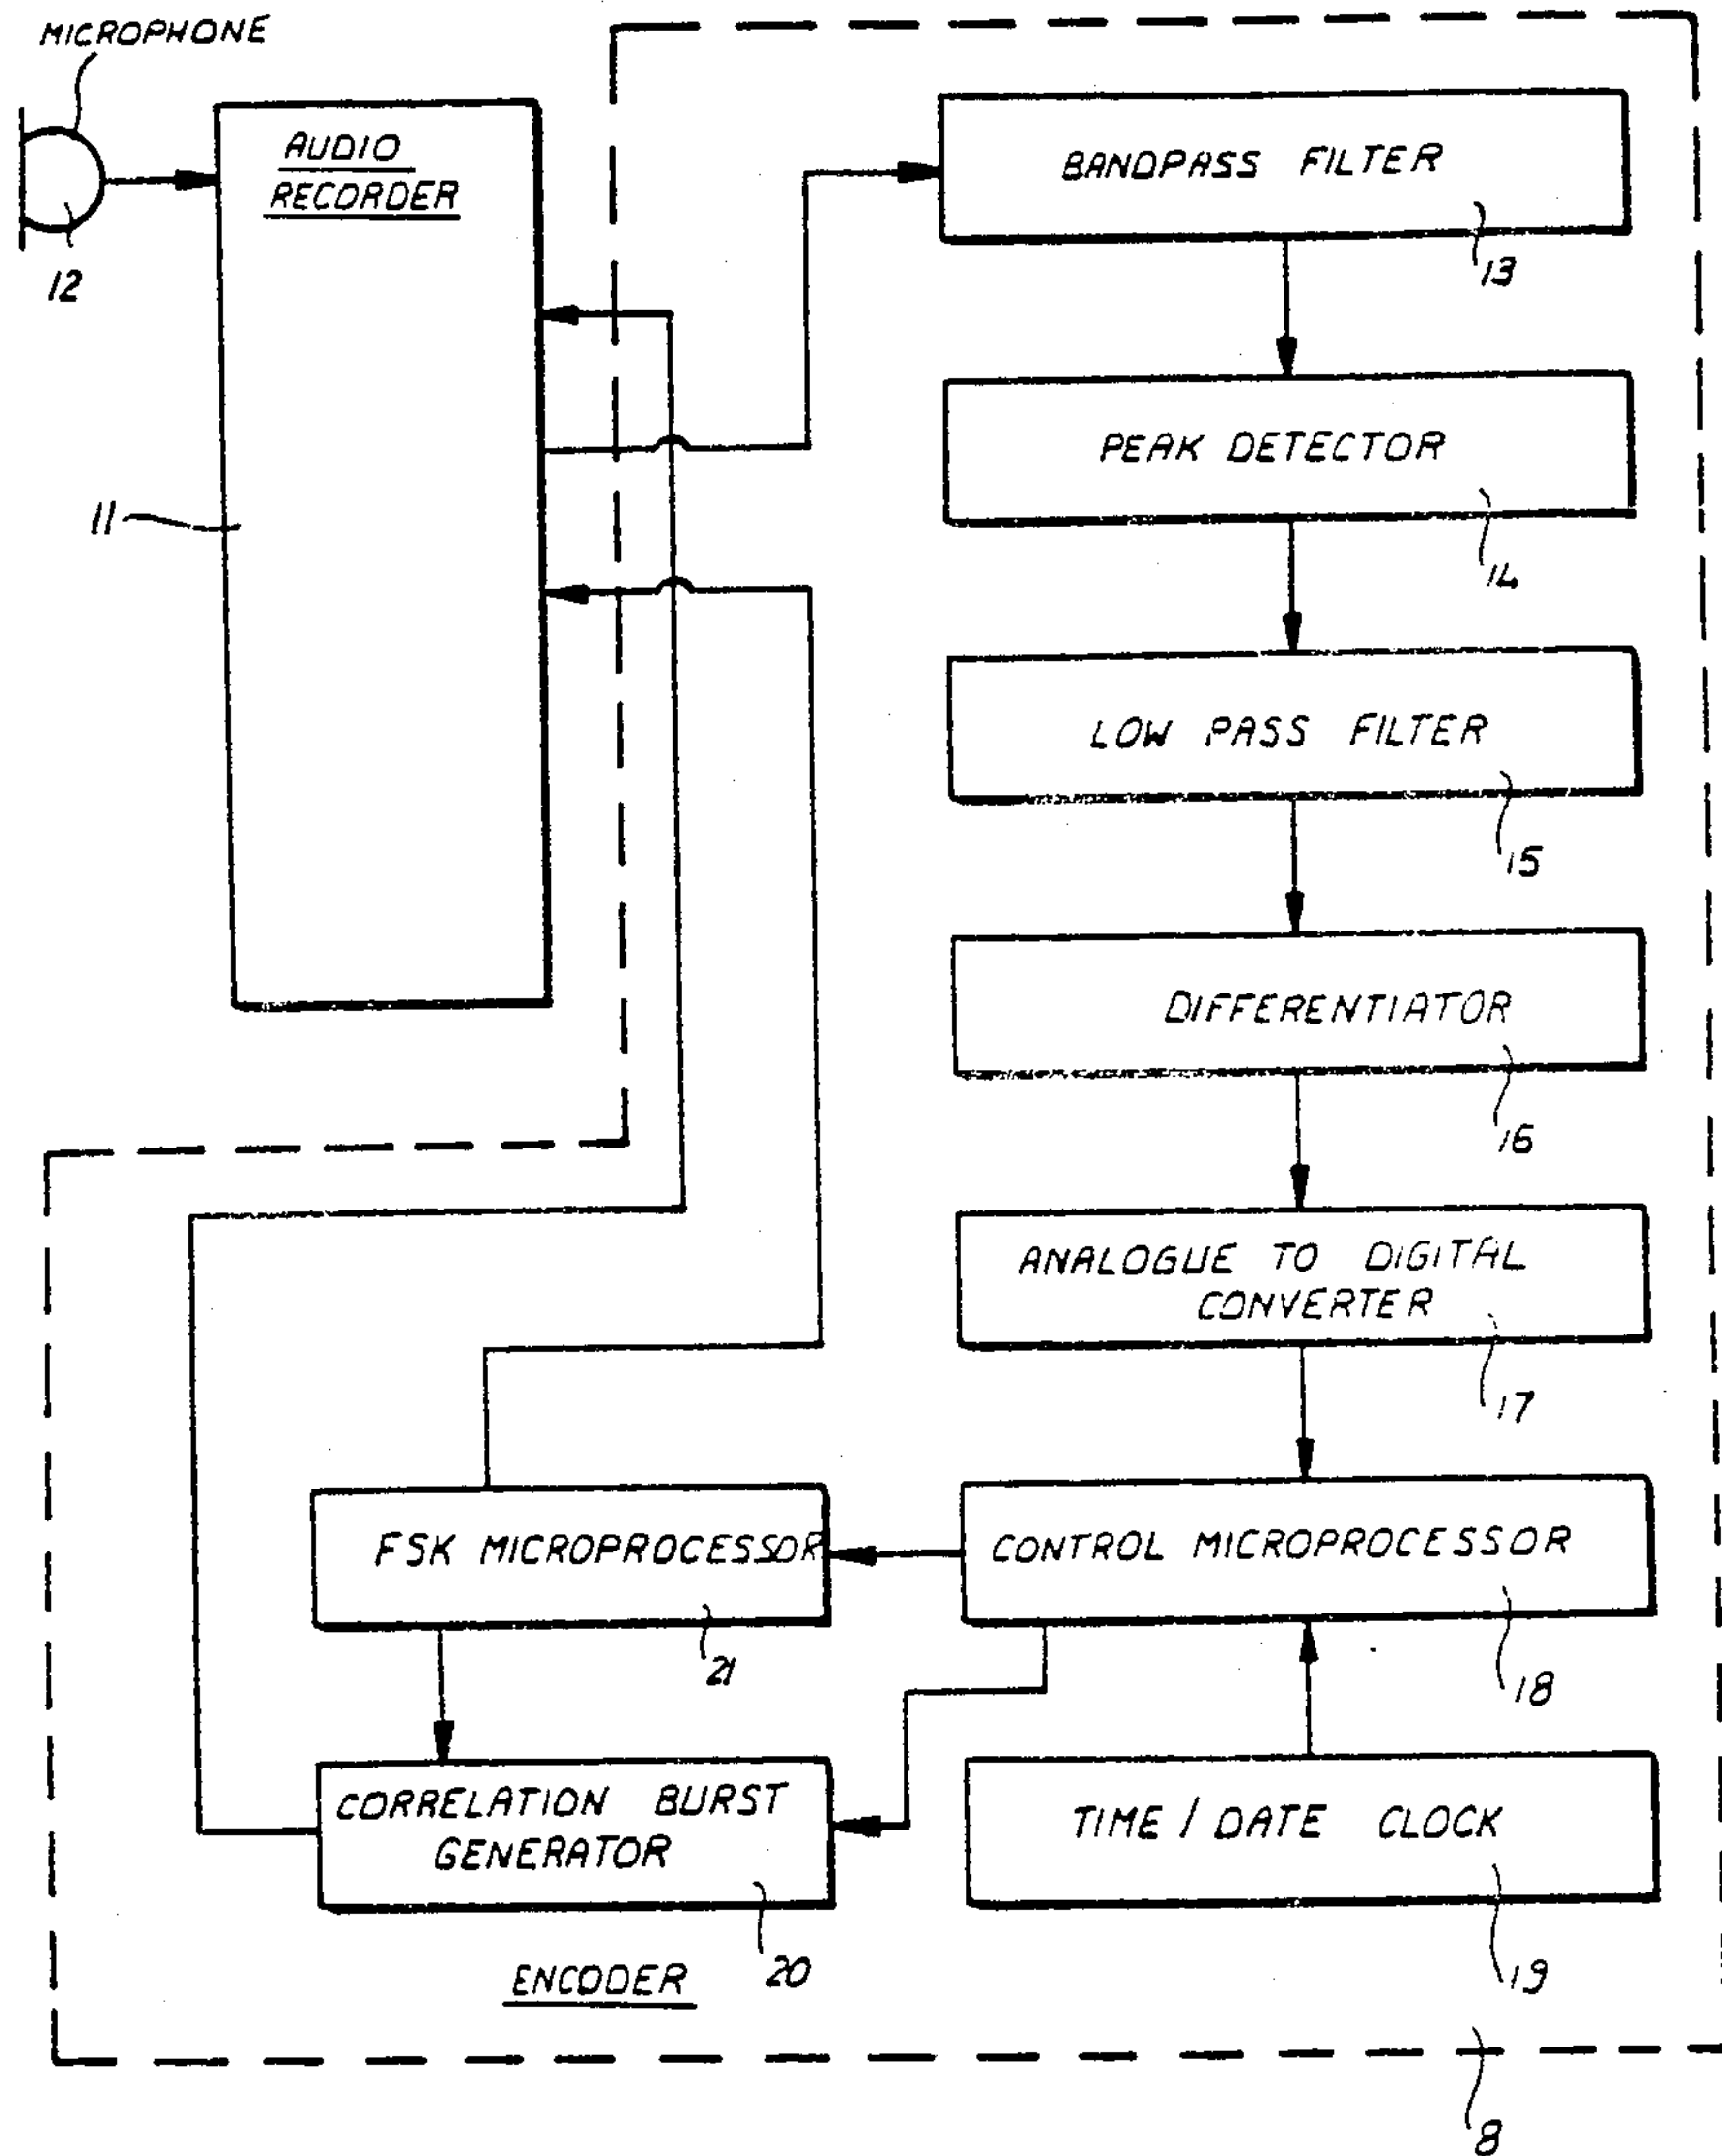 MICROPHONE
12
AUDIO
RECORDER
11
BANDPASS FILTER
13
PEAK DETECTOR
14
LOW PASS FILTER
15
DIFFERENTIATOR
16
ANALOGUE TO DIGITAL
CONVERTER
17
FSK MICROPROCESSOR
21
CONTROL MICROPROCESSOR
18
CORRELATION BURST
GENERATOR
20
TIME / DATE CLOCK
19
ENCODER
8